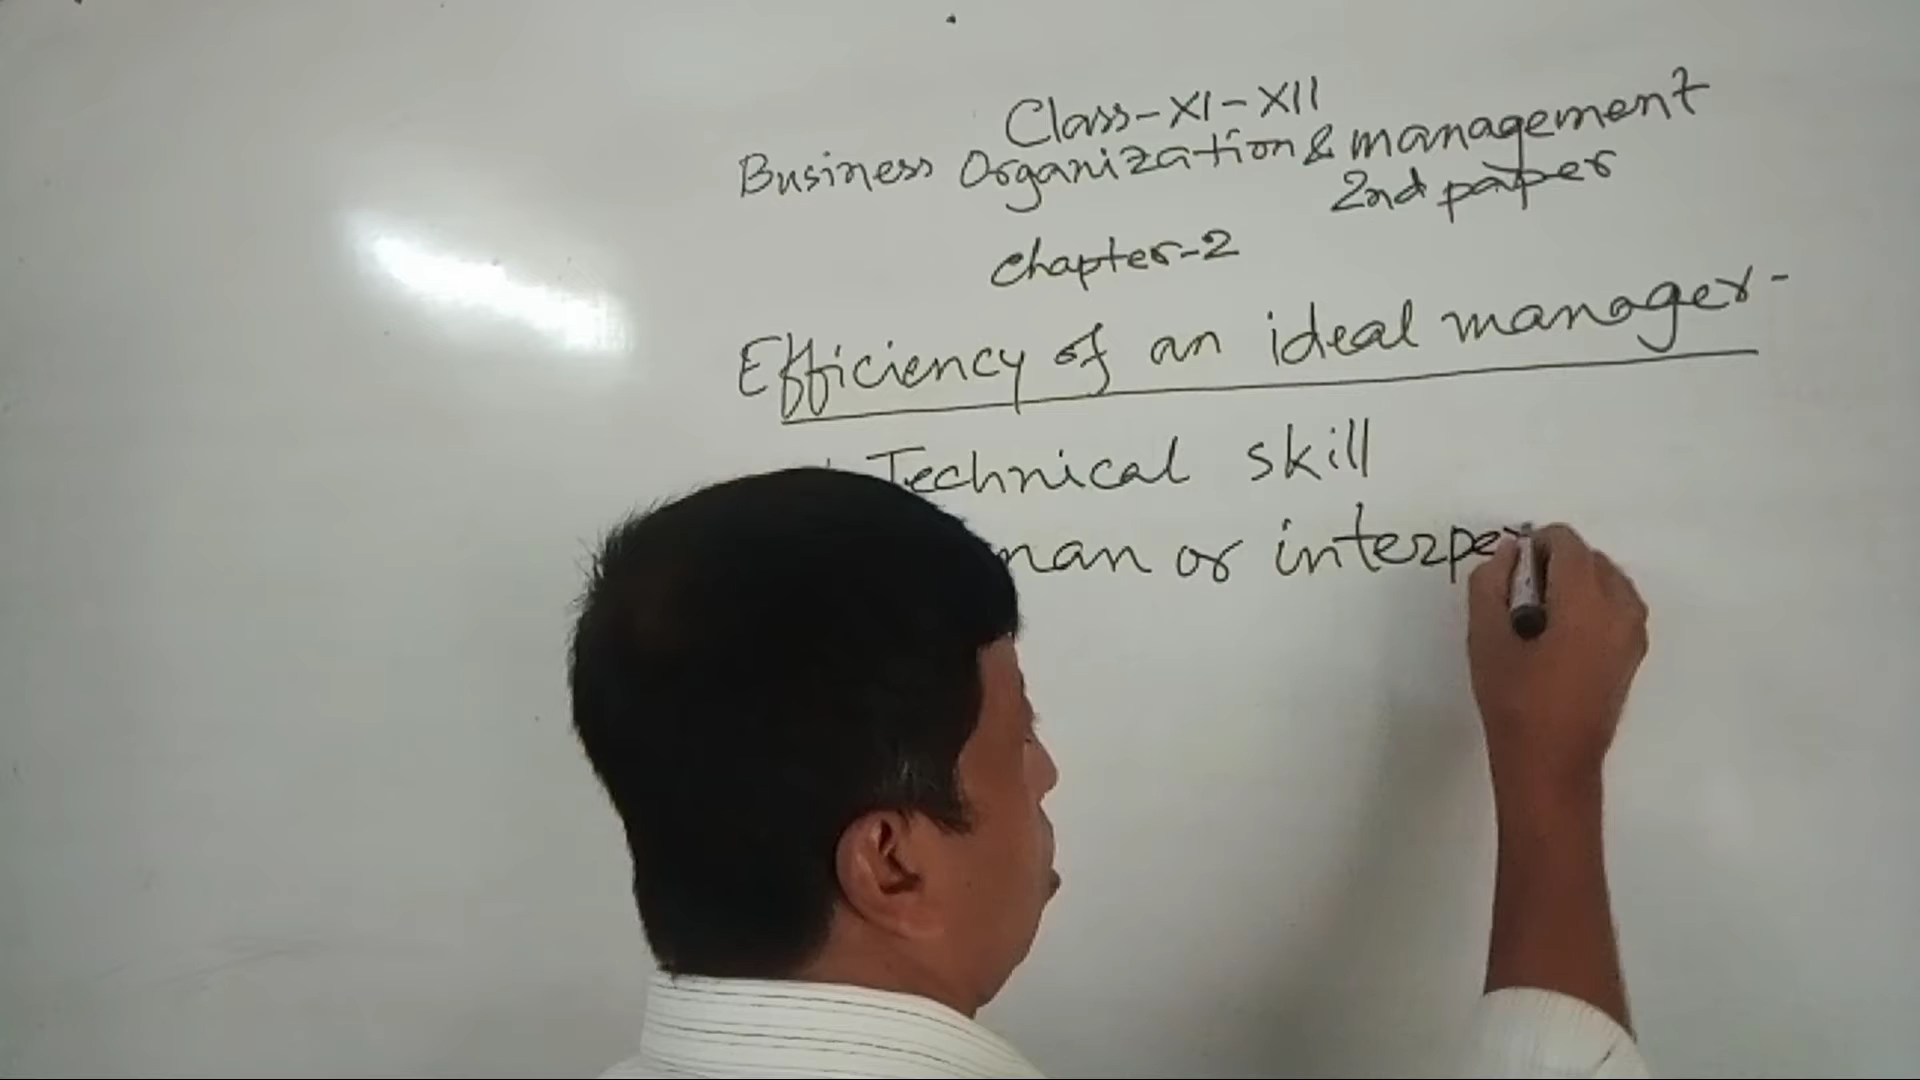 Class-XI-XII
Business Organization & management
2nd paper
Chapter-2
Efficiency of an ideal manager-
Technical skill
man or interper